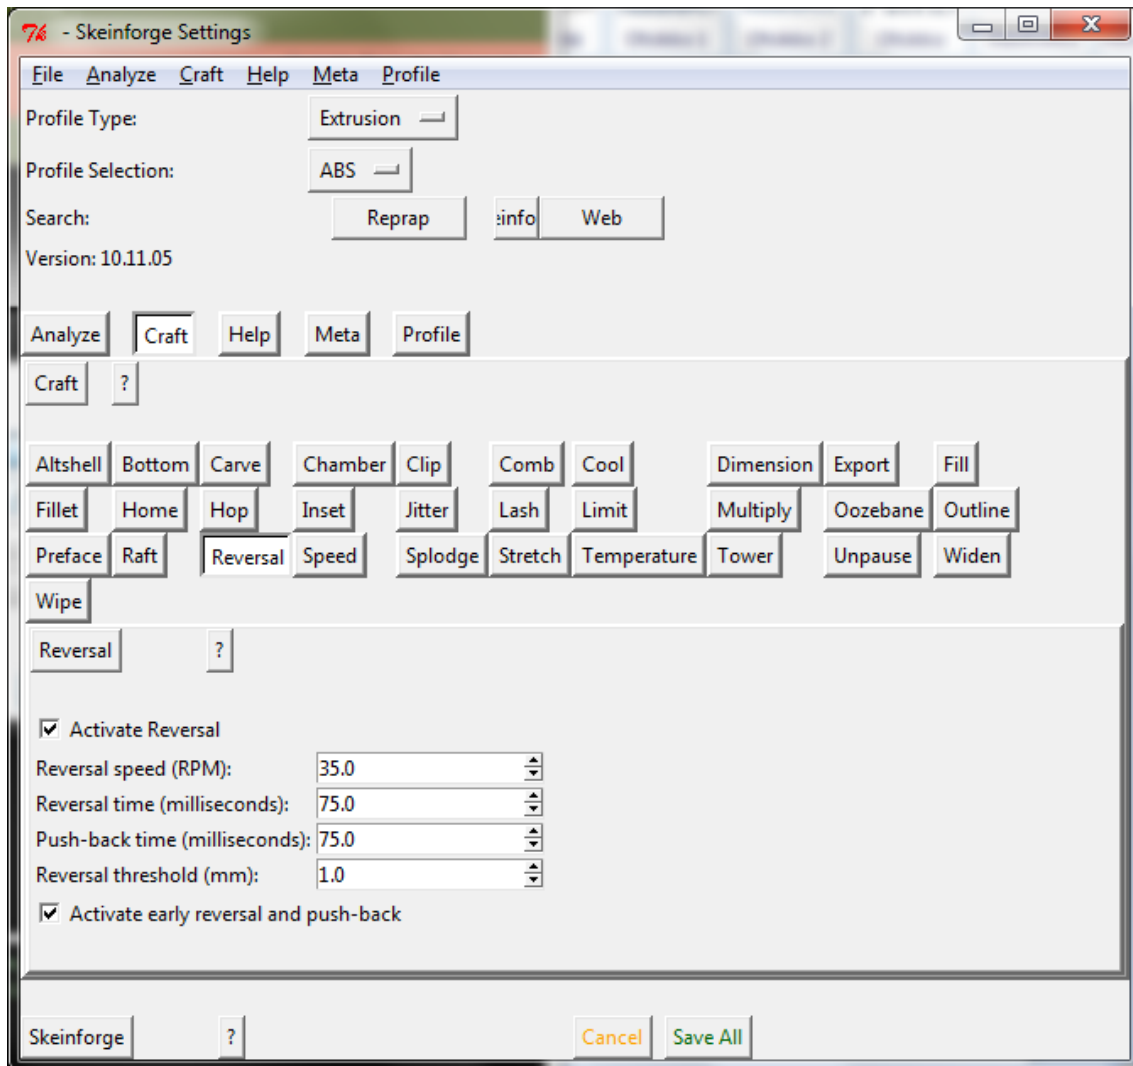 - Skeinforge Settings
File Analyze Craft Help Meta Profile
Profile Type: Extrusion
Profile Selection: ABS
Search: Reprap einfo Web
Version: 10.11.05
Analyze Craft Help Meta Profile
Craft ?
Altshell Bottom Carve Chamber Clip Comb Cool Dimension Export Fill
Fillet Home Hop Inset Jitter Lash Limit Multiply Oozebane Outline
Preface Raft Reversal Speed Splodge Stretch Temperature Tower Unpause Widen
Wipe
Reversal ?
Activate Reversal
Reversal speed (RPM): 35.0
Reversal time (milliseconds): 75.0
Push-back time (milliseconds): 75.0
Reversal threshold (mm): 1.0
Activate early reversal and push-back
Skeinforge ? Cancel Save All